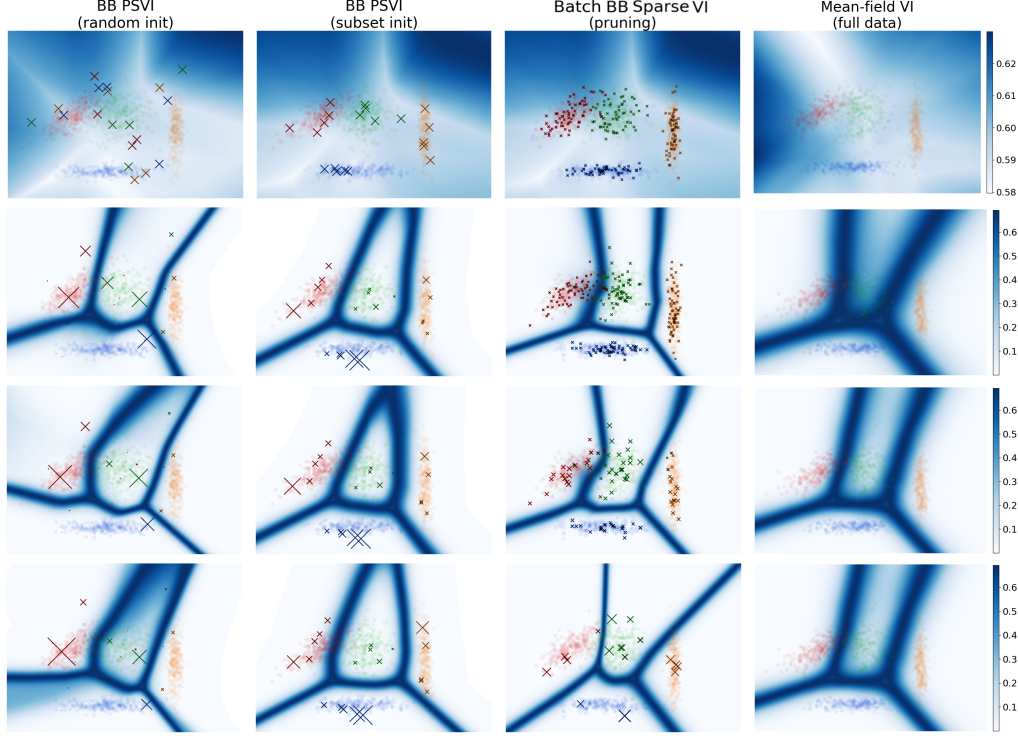 BB PSVI
(random init)
BB PSVI
(subset init)
Batch BB Sparse VI
(pruning)
Mean-field VI
(full data)
0.62
0.61
0.60
0.59
0.58
0.6
0.5
0.4
0.3
0.2
0.1
0.6
0.5
0.4
0.3
0.2
0.1
0.6
0.5
0.4
0.3
0.2
0.1